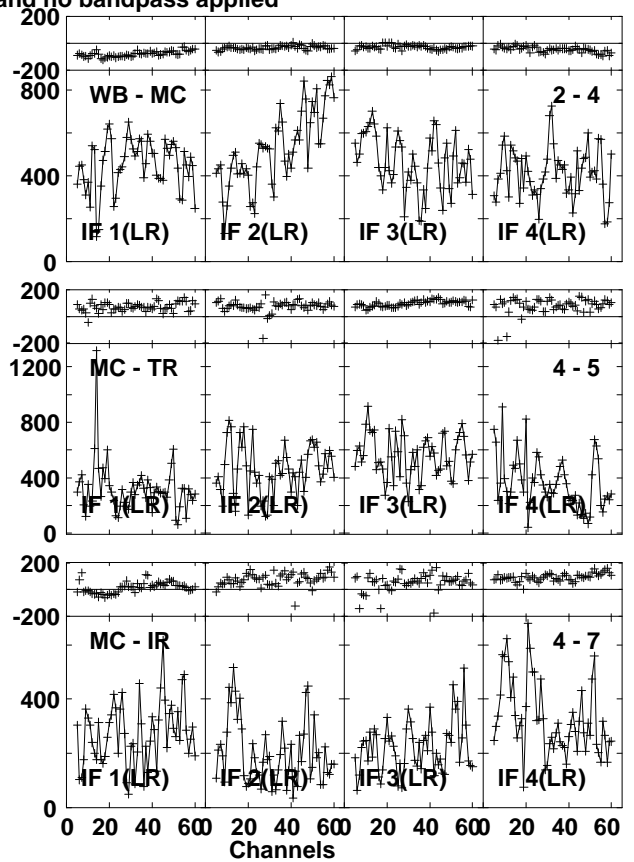 and no bandpass applied
200
-200
800
WB - MC
2 - 4
400
IF 1(LR) IF 2(LR) IF 3(LR) IF 4(LR)
0
200
-200
1200
MC - TR
4 - 5
800
400
IF 1(LR) IF 2(LR) IF 3(LR) IF 4(LR)
0
200
-200
MC - IR
4 - 7
400
IF 1(LR) IF 2(LR) IF 3(LR) IF 4(LR)
0
0 20 40 60 0 20 40 60 0 20 40 60 0 20 40 60
Channels